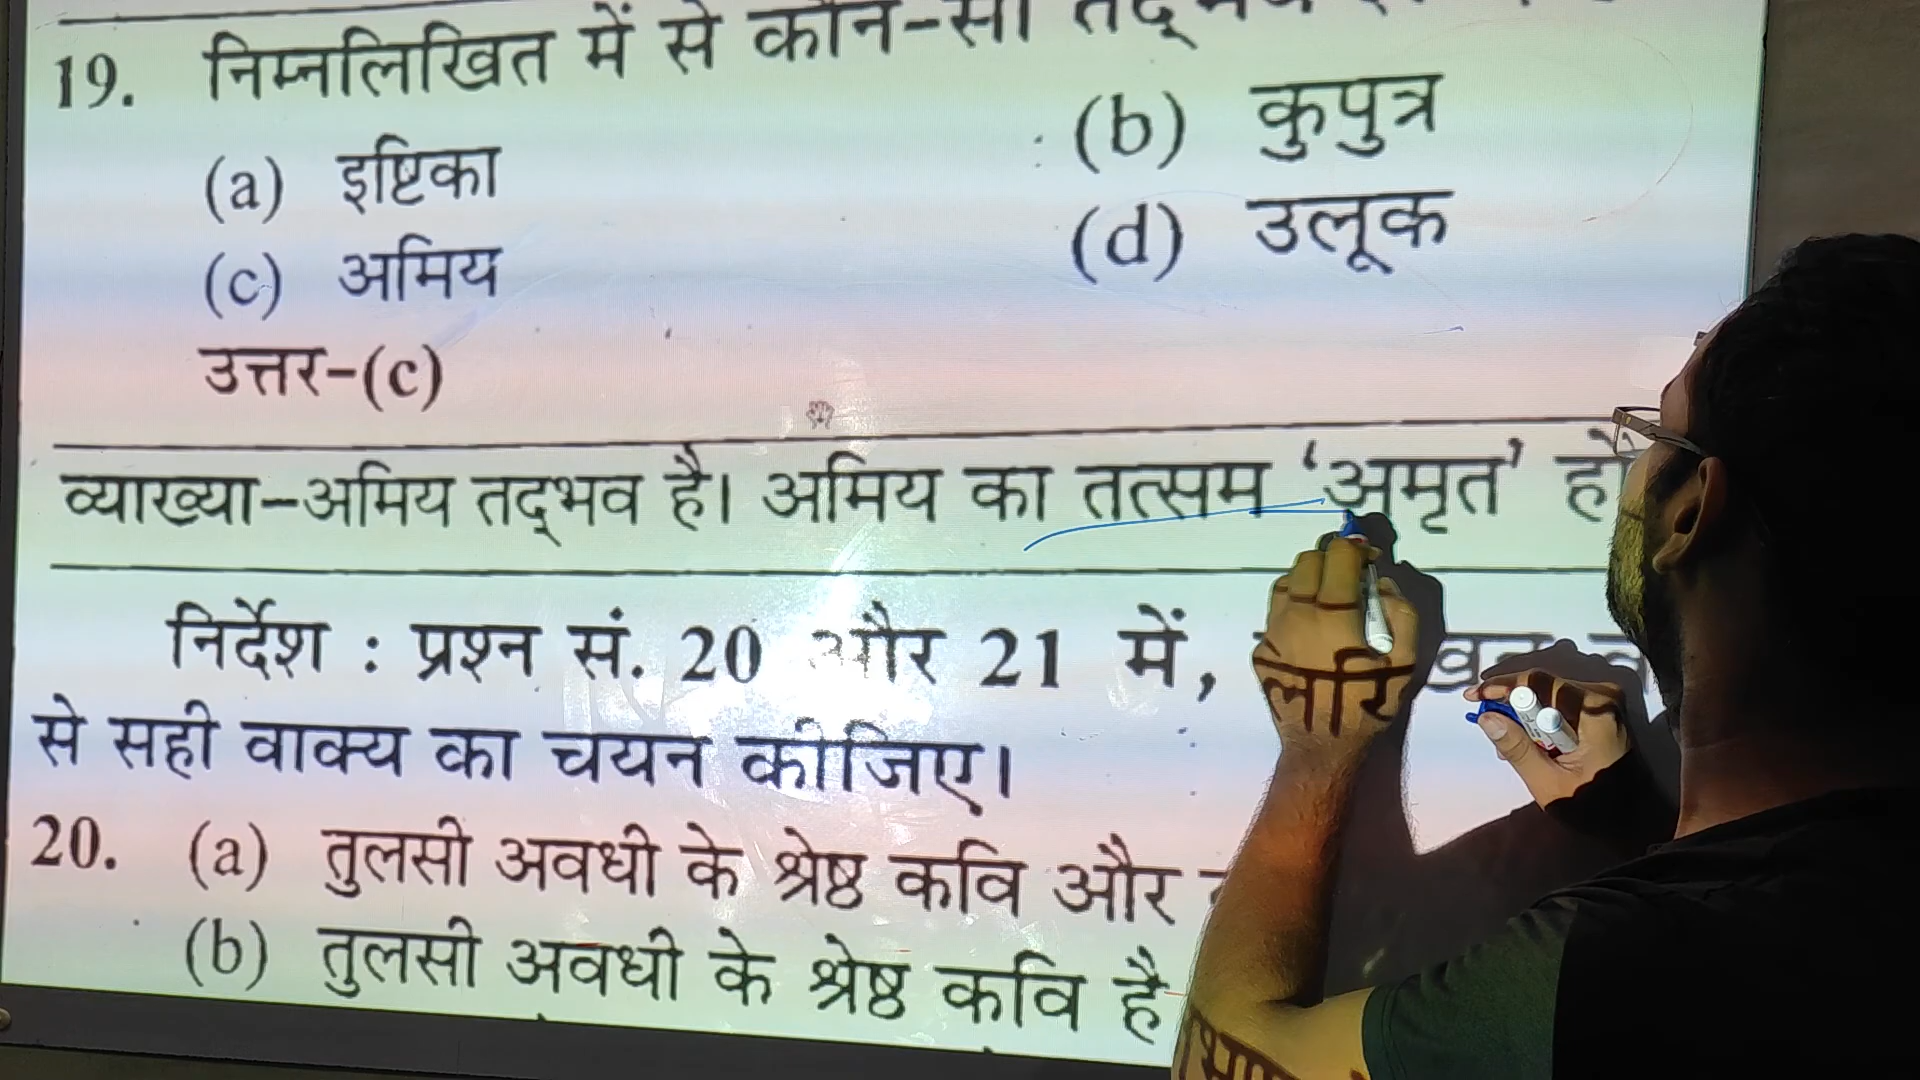 19. निम्नलिखित में से कौन-सा
(a) इष्टिका (b) कुपुत्र
(c) अमिय (d) उलूक
उत्तर-(c)
व्याख्या-अमिय तद्भव है। अमिय का तत्सम 'अमृत'
निर्देश : प्रश्न सं. 20 और 21 में,
से सही वाक्य का चयन कीजिए।
20. (a) तुलसी अवधी के श्रेष्ठ कवि और
(b) तुलसी अवधी के श्रेष्ठ कवि है